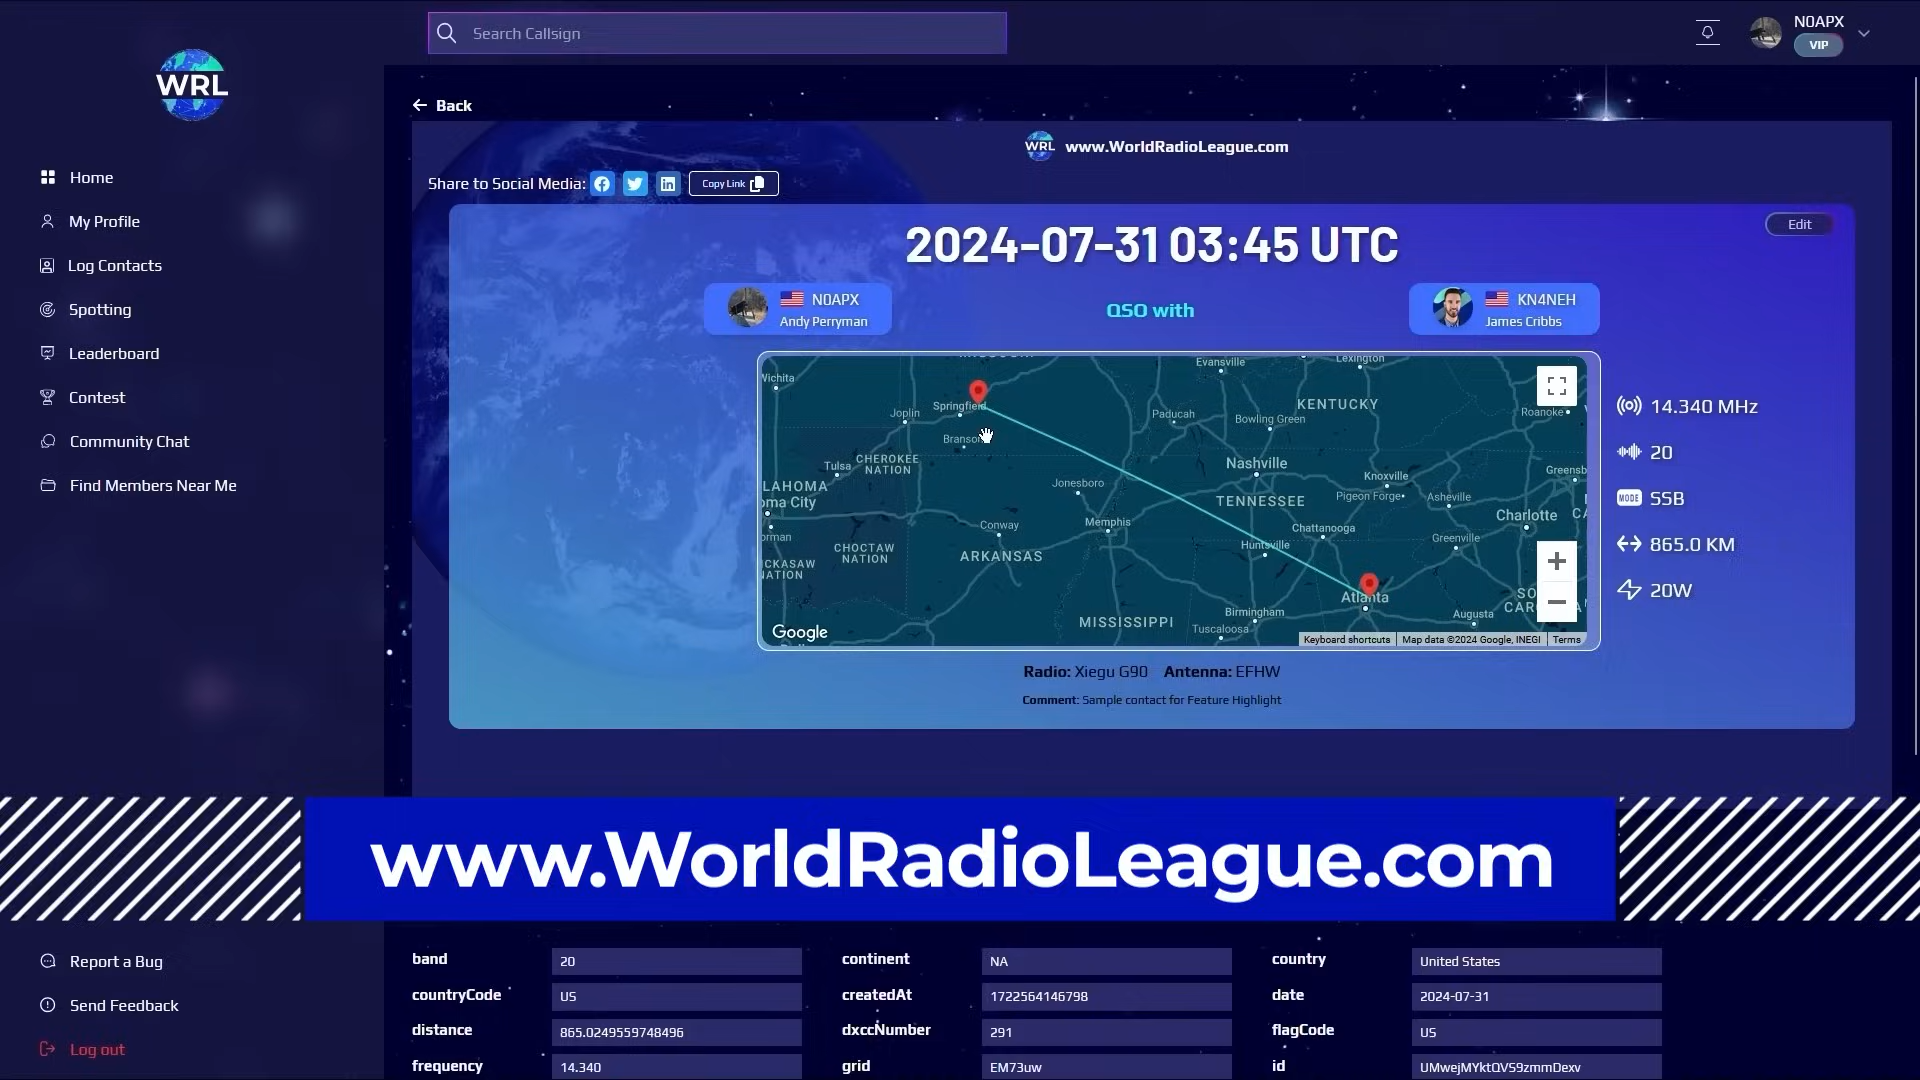 Search Callsign
N0APX
VIP
WRL
Back
WRL www.WorldRadioLeague.com
Share to Social Media: Copy Link
Home
My Profile
Log Contacts
Spotting
Leaderboard
Contest
Community Chat
Find Members Near Me
Edit
2024-07-31 03:45 UTC
N0APX
Andy Perryman
QSO with
KN4NEH
James Cribbs
Wichita
Evansville
Lexington
Springfield
Joplin
Branson
Paducah
Bowling Green
KENTUCKY
Roanoke
Tulsa
CHEROKEE
NATION
Nashville
Knoxville
Greensb
LAHOMA
oma City
Jonesboro
TENNESSEE
Pigeon Forge
Asheville
Charlotte
CA
Conway
Memphis
Chattanooga
orman
CHOCTAW
NATION
ARKANSAS
Huntsville
Greenville
ICKASAW
NATION
Atlanta
SO
CAR
Birmingham
Augusta
MISSISSIPPI
Tuscaloosa
Google
Keyboard shortcuts Map data ©2024 Google, INEGI Terms
14.340 MHz
20
MODE SSB
865.0 KM
20W
Radio: Xiegu G90 Antenna: EFHW
Comment: Sample contact for Feature Highlight
www.WorldRadioLeague.com
Report a Bug
Send Feedback
Log out
band 20 continent NA country United States
countryCode US createdAt 1722564146798 date 2024-07-31
distance 865.0249559748496 dxccNumber 291 flagCode US
frequency 14.340 grid EM73uw id UMwejMYktQVS9zmmDexv